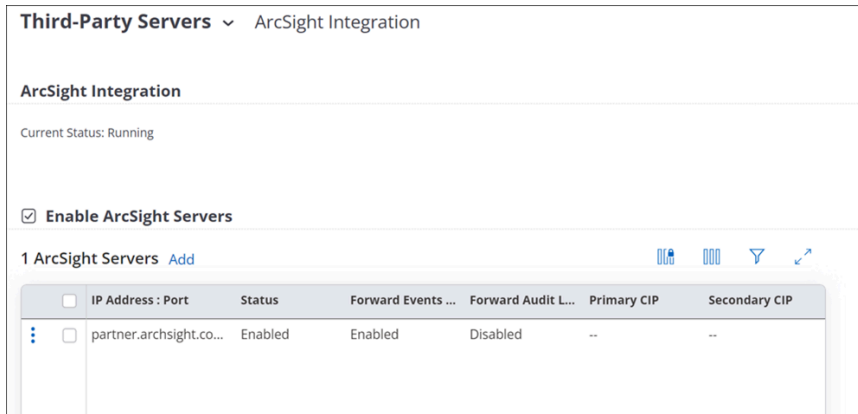 Third-Party Servers ArcSight Integration
ArcSight Integration
Current Status: Running
Enable ArcSight Servers
1 ArcSight Servers Add
IP Address : Port Status Forward Events ... Forward Audit L... Primary CIP Secondary CIP
partner.archsight.co... Enabled Enabled Disabled -- --